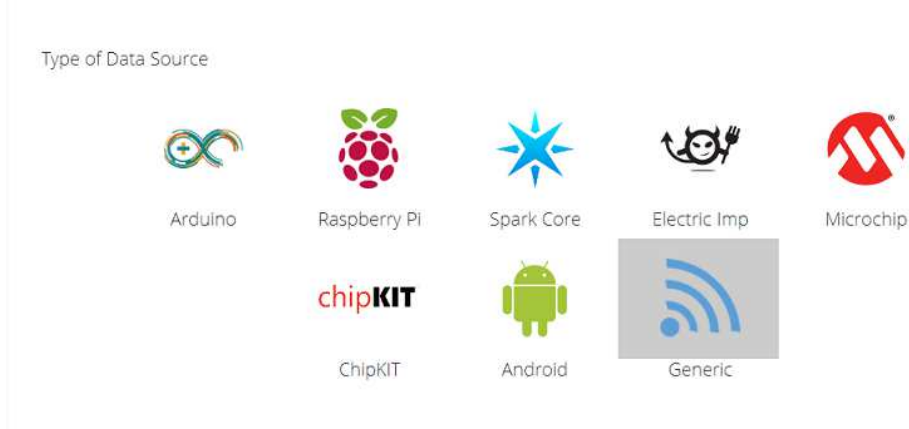 Type of Data Source
Arduino
Raspberry Pi
Spark Core
Electric Imp
Microchip
chipKIT
ChipKIT
Android
Generic